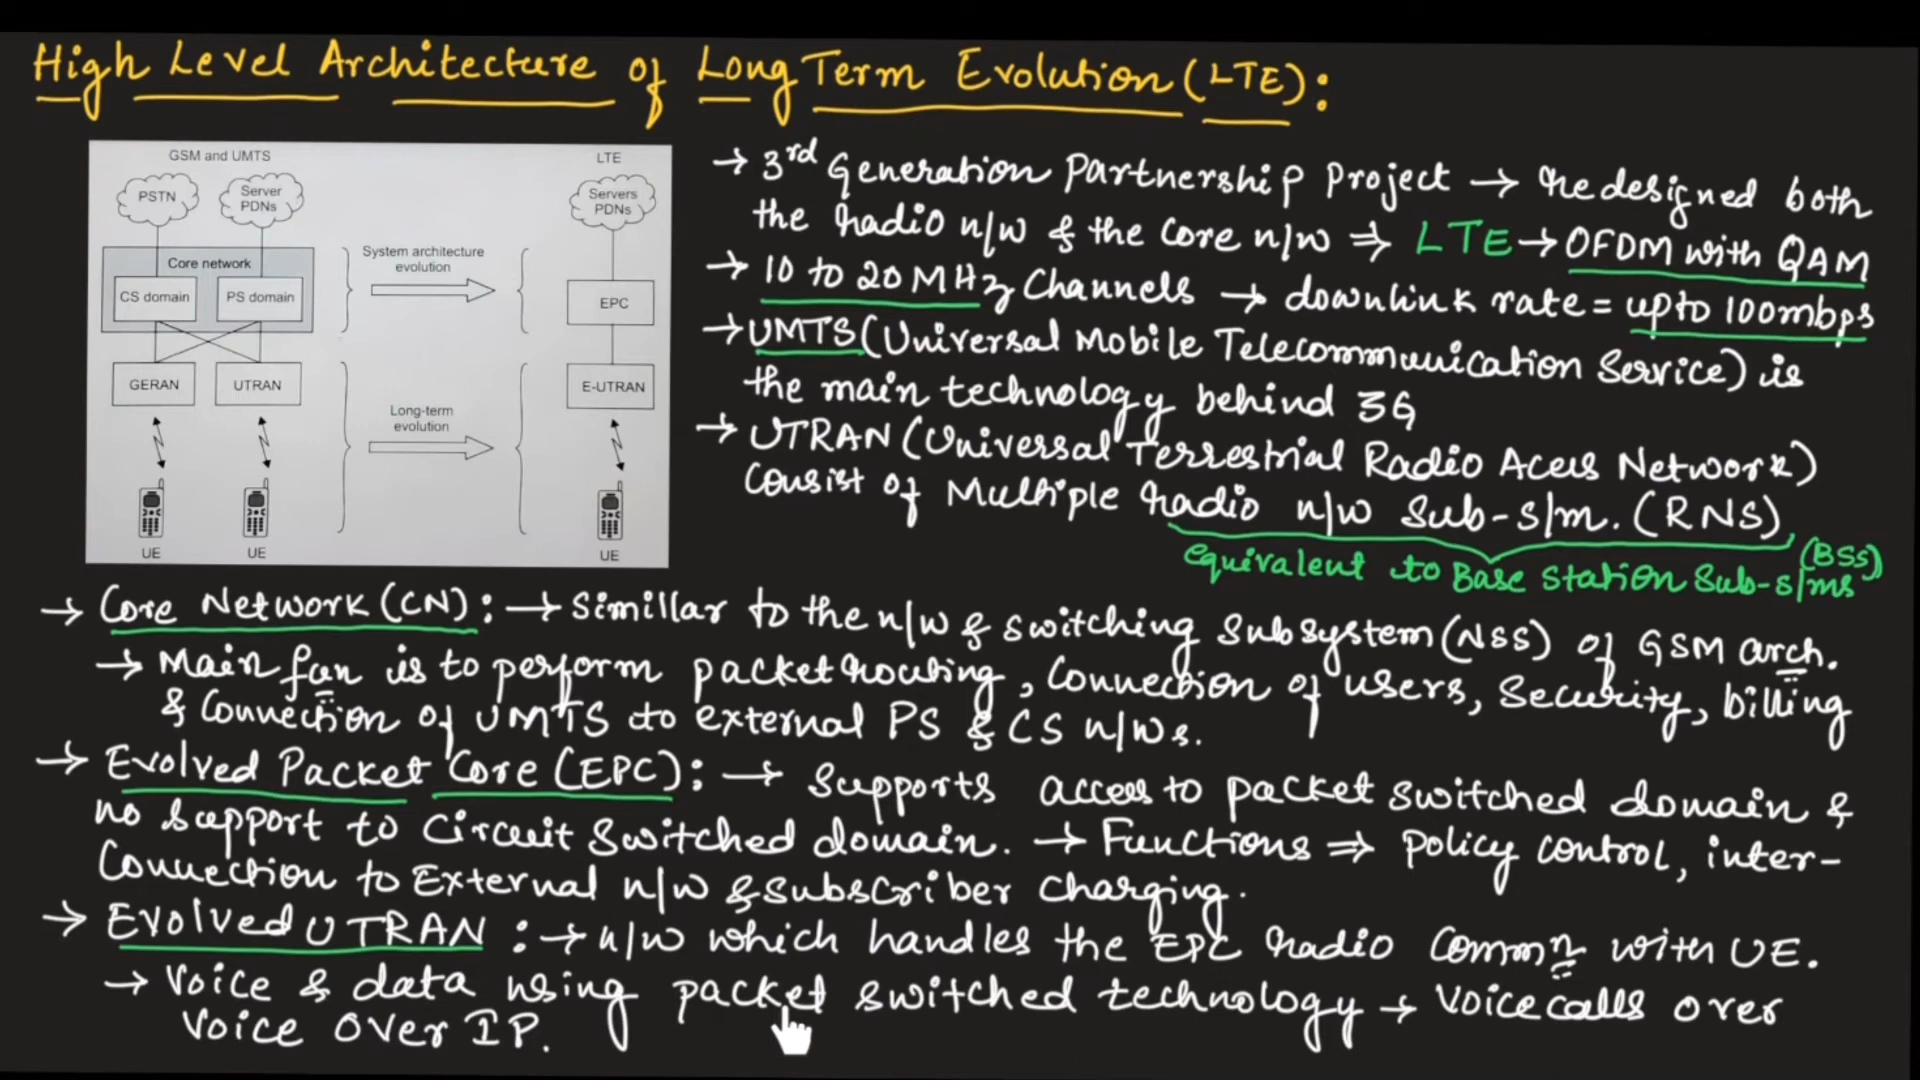 High Level Architecture of Long Term Evolution (LTE):
GSM and UMTS
LTE
PSTN
Server
PDNs
Servers
PDNs
Core network
CS domain
PS domain
System architecture
evolution
EPC
GERAN
UTRAN
E-UTRAN
Long-term
evolution
UE
UE
UE
→ 3rd Generation Partnership Project → Redesigned both
the Radio n/w & the Core n/w ⇒ LTE → OFDM with QAM
→ 10 to 20 MHz Channels → downlink rate = upto 100mbps
→ UMTS (Universal Mobile Telecommunication Service) is
the main technology behind 3G
→ UTRAN (Universal Terrestrial Radio Aceess Network)
Consist of Multiple Radio n/w Sub-s/m. (RNS)
equivalent to Base Station Sub-s/ms (BSS)
→ Core Network (CN): → Simillar to the n/w & switching Subsystem (NSS) of GSM arch.
→ Main fun is to perform packet routing, Connection of users, Security, billing
& Connection of UMTS to external PS & CS n/ws.
→ Evolved Packet Core (EPC): → Supports access to packet switched domain &
no support to Circuit Switched domain. → Functions ⇒ Policy control, inter-
Connection to External n/w & subscriber charging.
→ Evolved UTRAN : → n/w which handles the EPC Radio Commn with UE.
→ Voice & data using packet switched technology → Voice calls over
Voice Over IP.